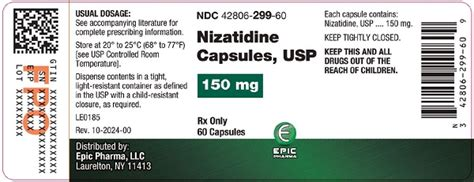 GTIN
SN
EXP
LOT XXXXXXXX
USUAL DOSAGE:
See accompanying literature for
complete prescribing information.
Store at 20° to 25°C (68° to 77°F)
[see USP Controlled Room
Temperature].
Dispense contents in a tight,
light-resistant container as defined
in the USP with a child-resistant
closure, as required.
LE0185
Rev. 10-2024-00
Distributed by:
Epic Pharma, LLC
Laurelton, NY 11413
NDC 42806-299-60
Nizatidine
Capsules, USP
150 mg
Rx Only
60 Capsules
E
EPIC
PHARMA
Each capsule contains:
Nizatidine, USP .... 150 mg.
KEEP TIGHTLY CLOSED.
KEEP THIS AND ALL
DRUGS OUT OF THE
REACH OF CHILDREN.
3 42806-299-60 9